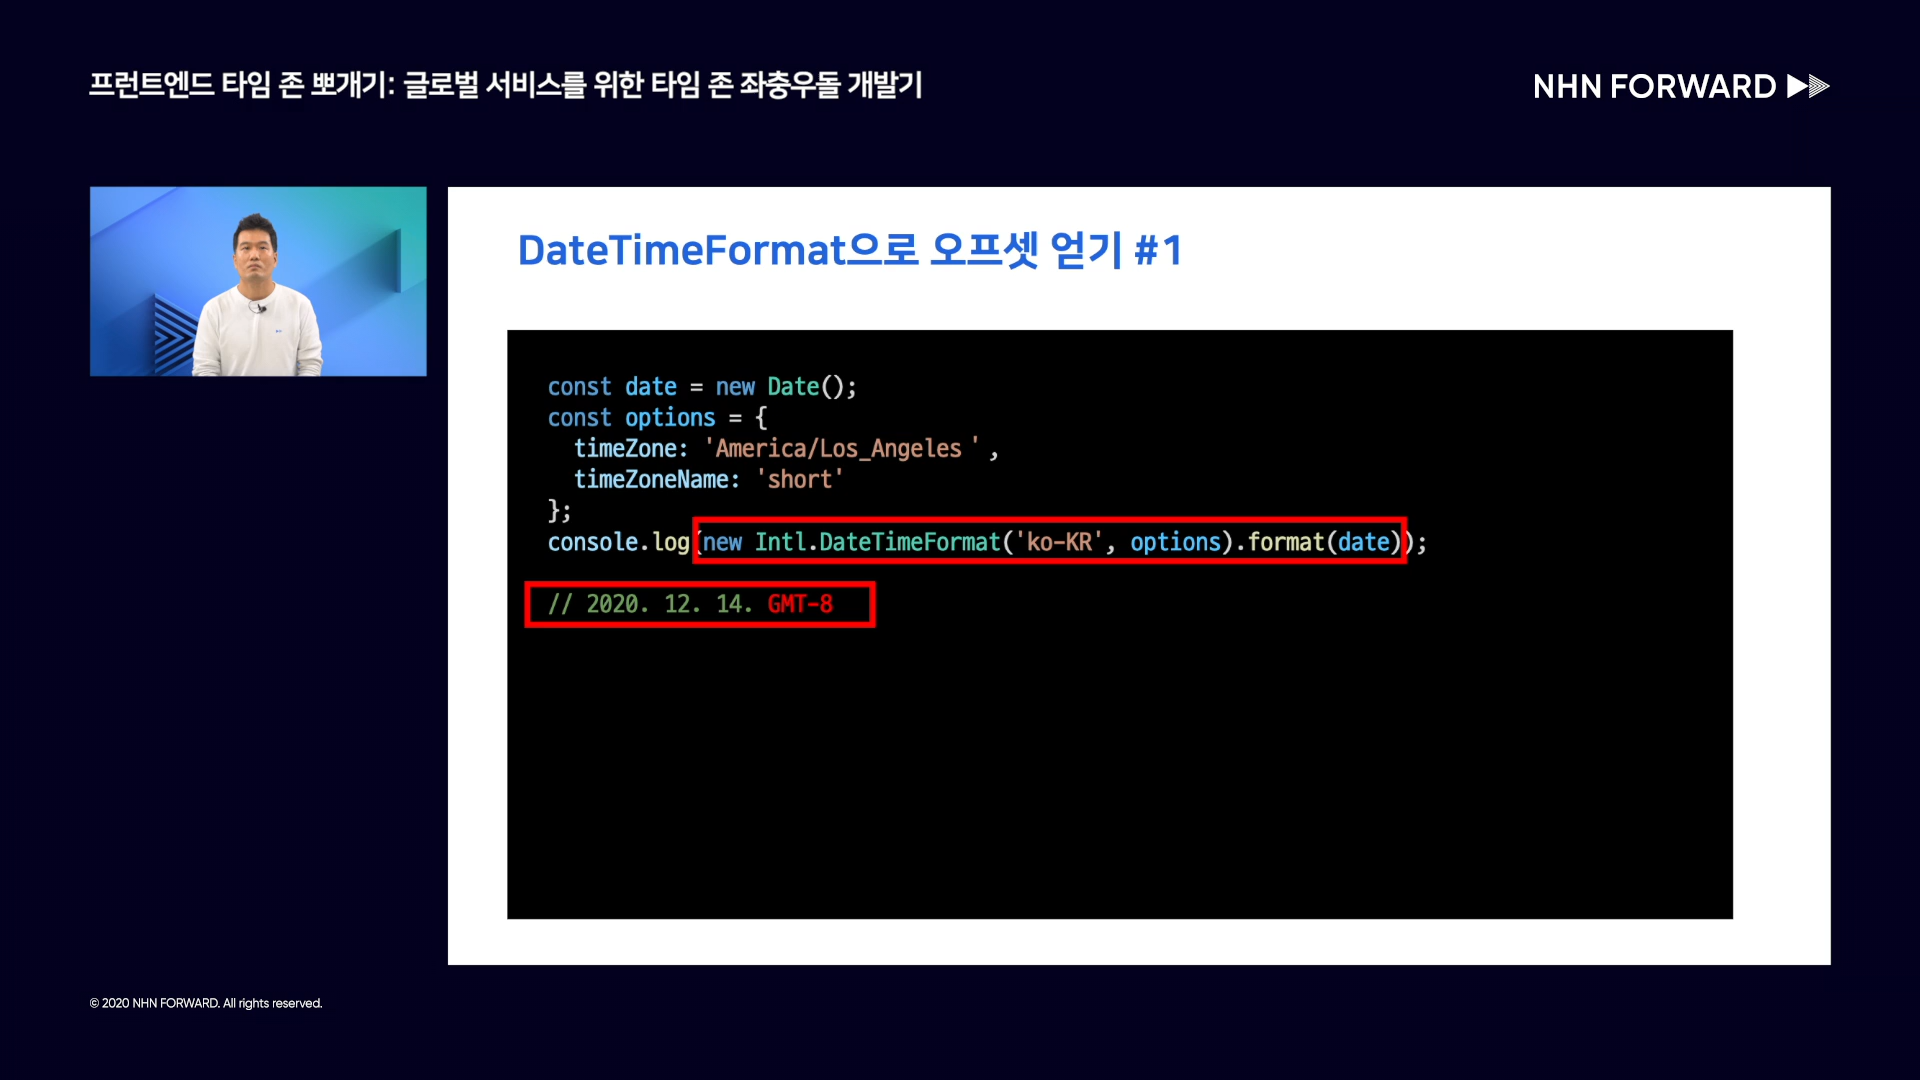 프런트엔드 타임 존 뽀개기: 글로벌 서비스를 위한 타임 존 좌충우돌 개발기
NHN FORWARD
DateTimeFormat으로 오프셋 얻기 #1
const date = new Date();
const options = {
  timeZone: 'America/Los_Angeles ' ,
  timeZoneName: 'short'
};
console.log(new Intl.DateTimeFormat('ko-KR', options).format(date));
// 2020. 12. 14. GMT-8
© 2020 NHN FORWARD. All rights reserved.